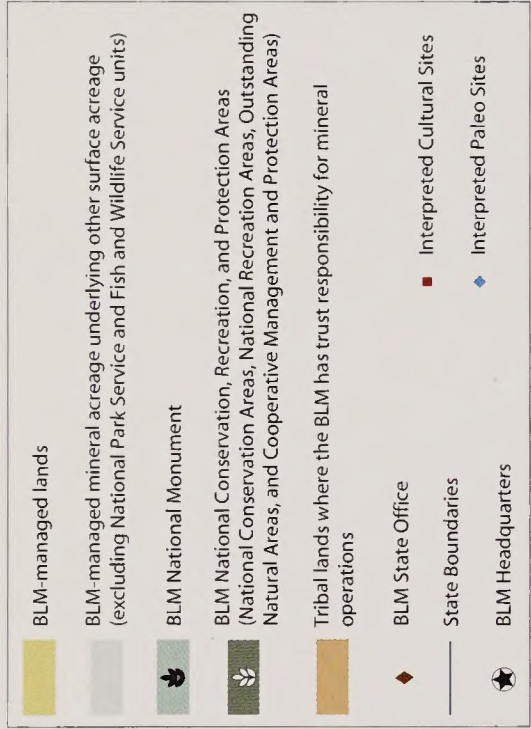 BLM-managed lands
BLM-managed mineral acreage underlying other surface acreage
(excluding National Park Service and Fish and Wildlife Service units)
BLM National Monument
BLM National Conservation, Recreation, and Protection Areas
(National Conservation Areas, National Recreation Areas, Outstanding
Natural Areas, and Cooperative Management and Protection Areas)
Tribal lands where the BLM has trust responsibility for mineral
operations
BLM State Office
State Boundaries
BLM Headquarters
Interpreted Cultural Sites
Interpreted Paleo Sites